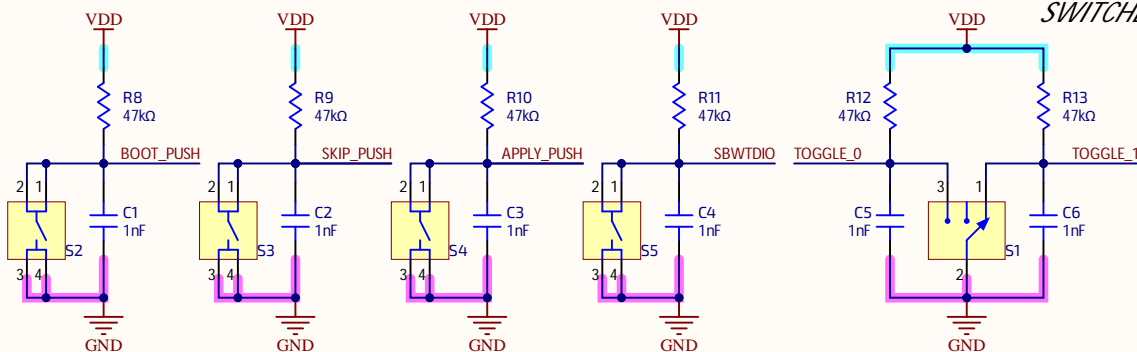 SWITCHE
VDD VDD VDD VDD VDD
R8 R9 R10 R11 R12 R13
47kΩ 47kΩ 47kΩ 47kΩ 47kΩ 47kΩ
BOOT_PUSH SKIP_PUSH APPLY_PUSH SBWTDIO TOGGLE_0 TOGGLE_1
2 1 2 1 2 1 2 1 3 1
C1 C2 C3 C4 C5 C6
1nF 1nF 1nF 1nF 1nF 1nF
S2 S3 S4 S5 S1
3 4 3 4 3 4 3 4 2
GND GND GND GND GND